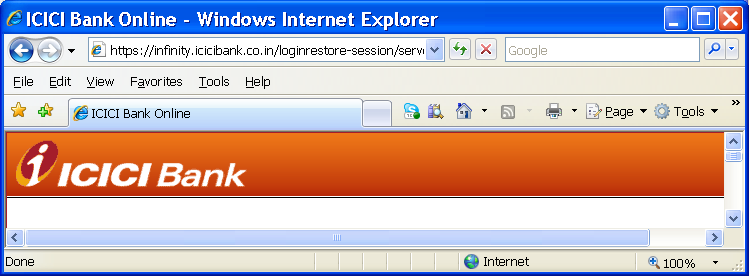 ICICI Bank Online - Windows Internet Explorer
https://infinity.icicibank.co.in/loginrestore-session/serv
Google
File Edit View Favorites Tools Help
ICICI Bank Online
Page
Tools
i ICICI Bank
Done
Internet
100%